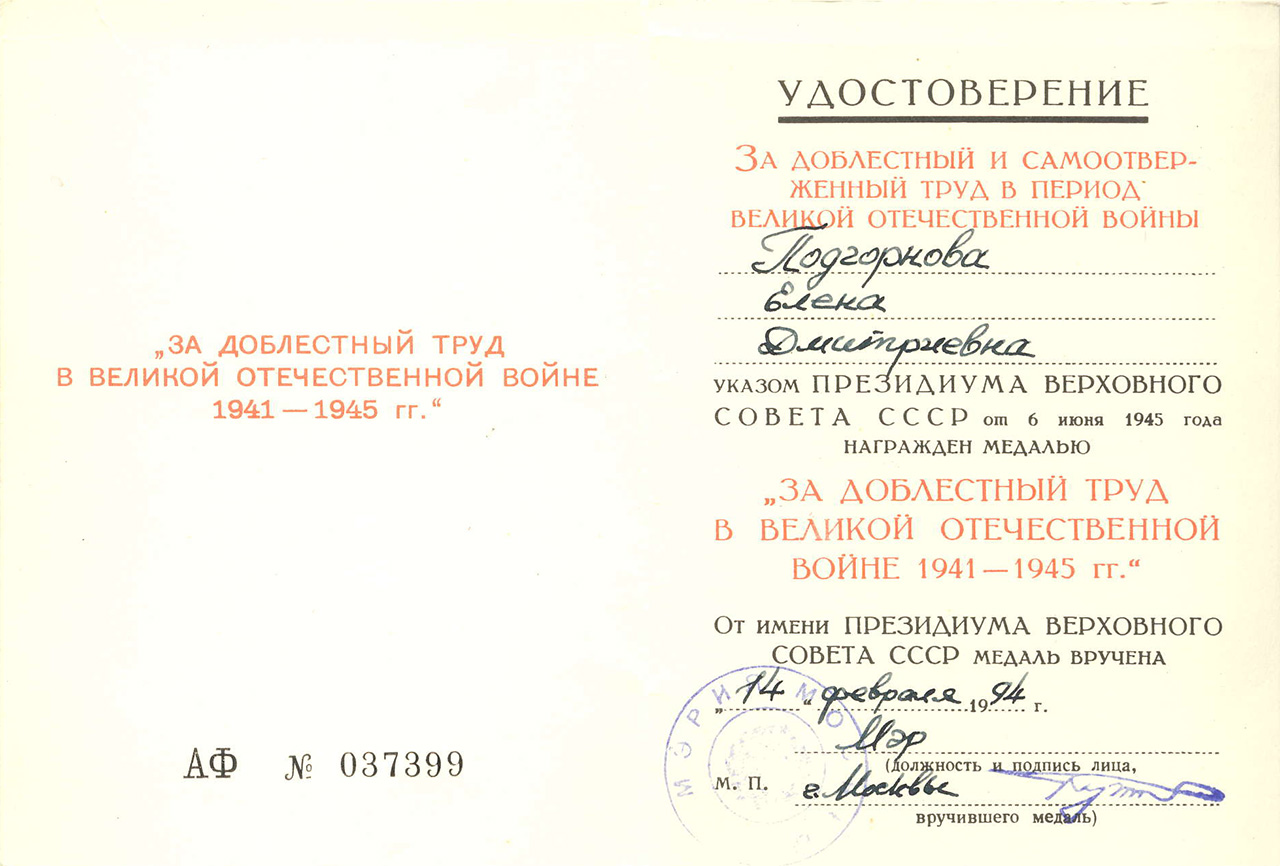 „ЗА ДОБЛЕСТНЫЙ ТРУД
В ВЕЛИКОЙ ОТЕЧЕСТВЕННОЙ ВОЙНЕ
1941 — 1945 гг.“
АФ № 037399
УДОСТОВЕРЕНИЕ
ЗА ДОБЛЕСТНЫЙ И САМООТВЕР-
ЖЕННЫЙ ТРУД В ПЕРИОД
ВЕЛИКОЙ ОТЕЧЕСТВЕННОЙ ВОЙНЫ
Подгорнова
Елена
Дмитриевна
УКАЗОМ ПРЕЗИДИУМА ВЕРХОВНОГО
СОВЕТА СССР от 6 июня 1945 года
НАГРАЖДЕН МЕДАЛЬЮ
„ЗА ДОБЛЕСТНЫЙ ТРУД
В ВЕЛИКОЙ ОТЕЧЕСТВЕННОЙ
ВОЙНЕ 1941 — 1945 гг.“
ОТ ИМЕНИ ПРЕЗИДИУМА ВЕРХОВНОГО
СОВЕТА СССР МЕДАЛЬ ВРУЧЕНА
„14“ февраля 1994 г.
Мэр
(должность и подпись лица,
М. П. г. Москвы
вручившего медаль)
МЭРИЯ